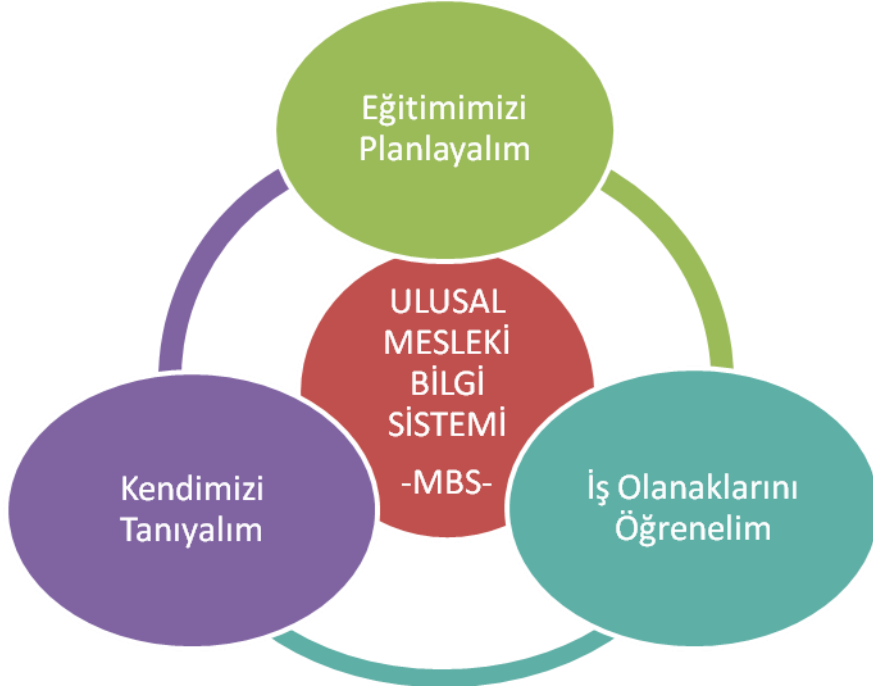 Eğitimimizi
Planlayalım
ULUSAL
MESLEKİ
BİLGİ
SİSTEMİ
-MBS-
Kendimizi
Tanıyalım
İş Olanaklarını
Öğrenelim